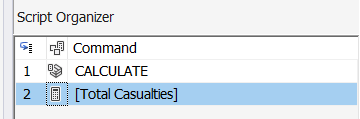 Script Organizer
Command
1 CALCULATE
2 [Total Casualties]